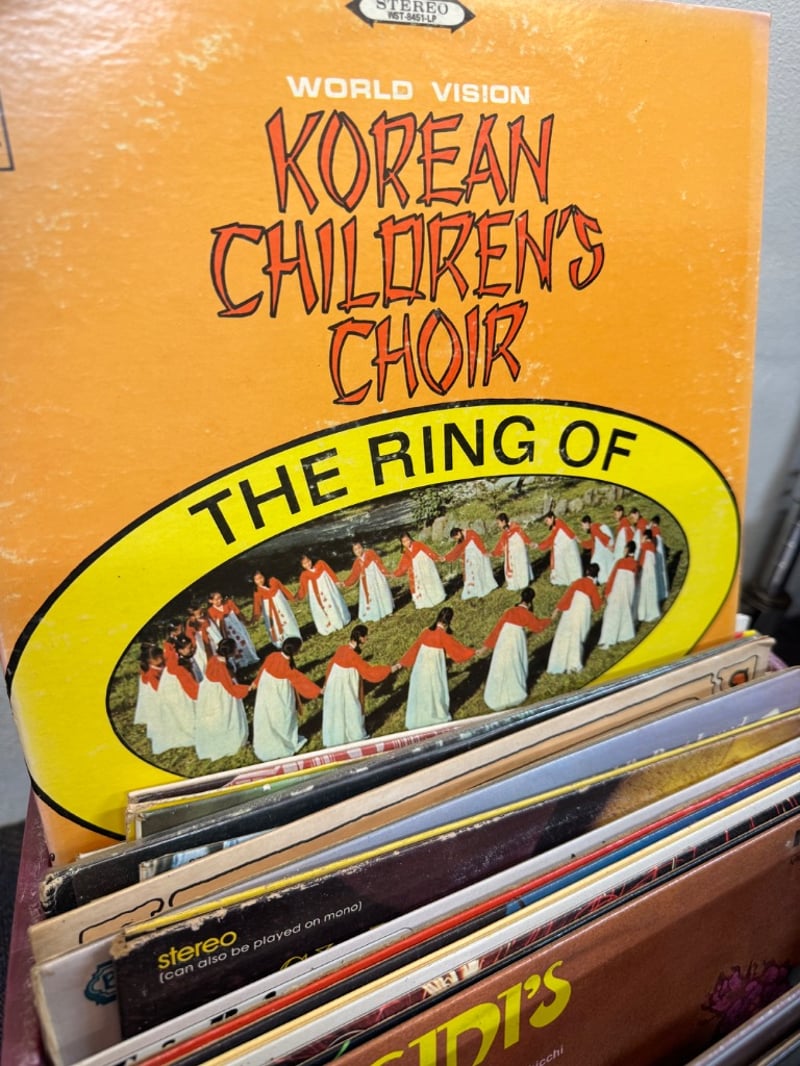 STEREO
WST-8451-LP
WORLD VISION
KOREAN
CHILDREN'S
CHOIR
THE RING OF
stereo
(can also be played on mono)